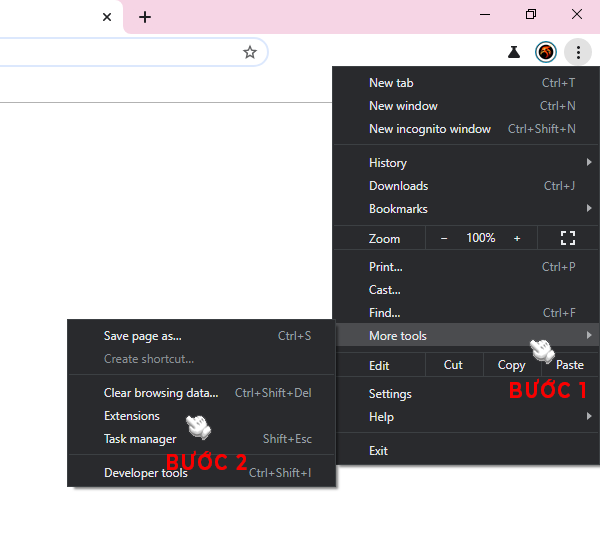 New tab Ctrl+T
New window Ctrl+N
New incognito window Ctrl+Shift+N
History
Downloads Ctrl+J
Bookmarks
Zoom − 100% +
Print... Ctrl+P
Cast...
Find... Ctrl+F
More tools
Edit Cut Copy Paste
BƯỚC 1
Settings
Help
Exit
Save page as... Ctrl+S
Create shortcut...
Clear browsing data... Ctrl+Shift+Del
Extensions
Task manager Shift+Esc
BƯỚC 2
Developer tools Ctrl+Shift+I